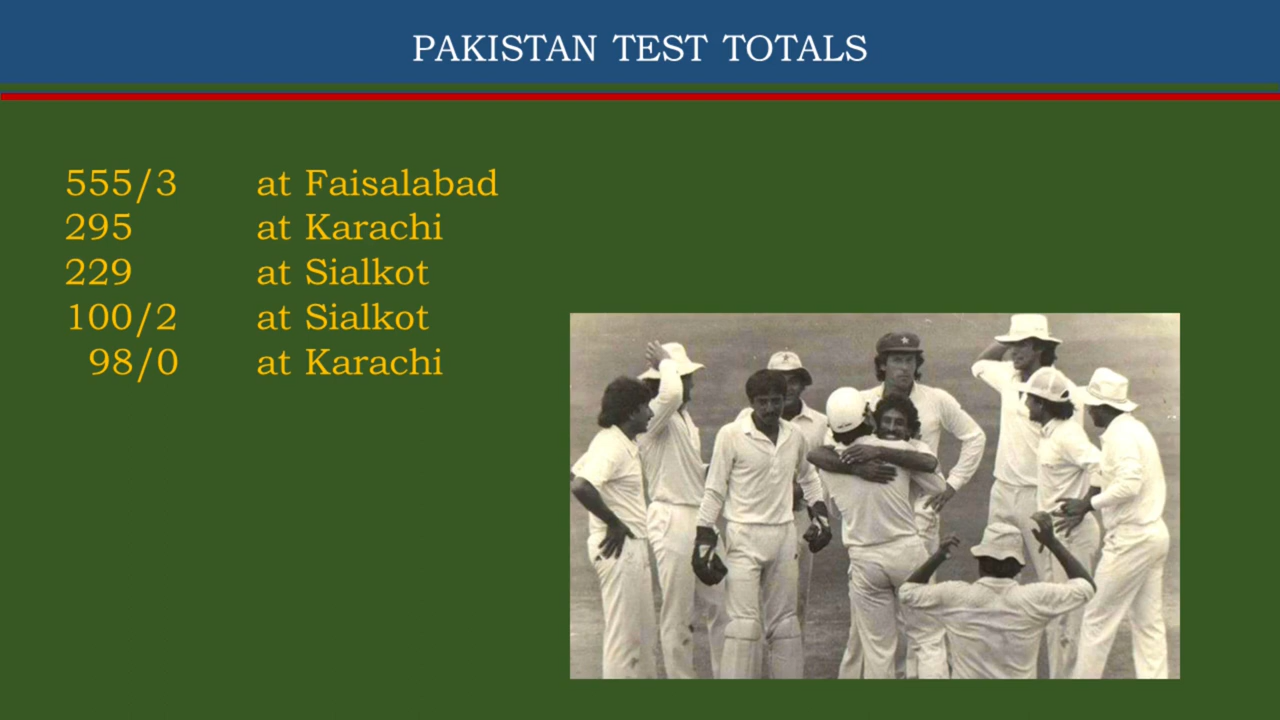 PAKISTAN TEST TOTALS
555/3 at Faisalabad
295 at Karachi
229 at Sialkot
100/2 at Sialkot
98/0 at Karachi